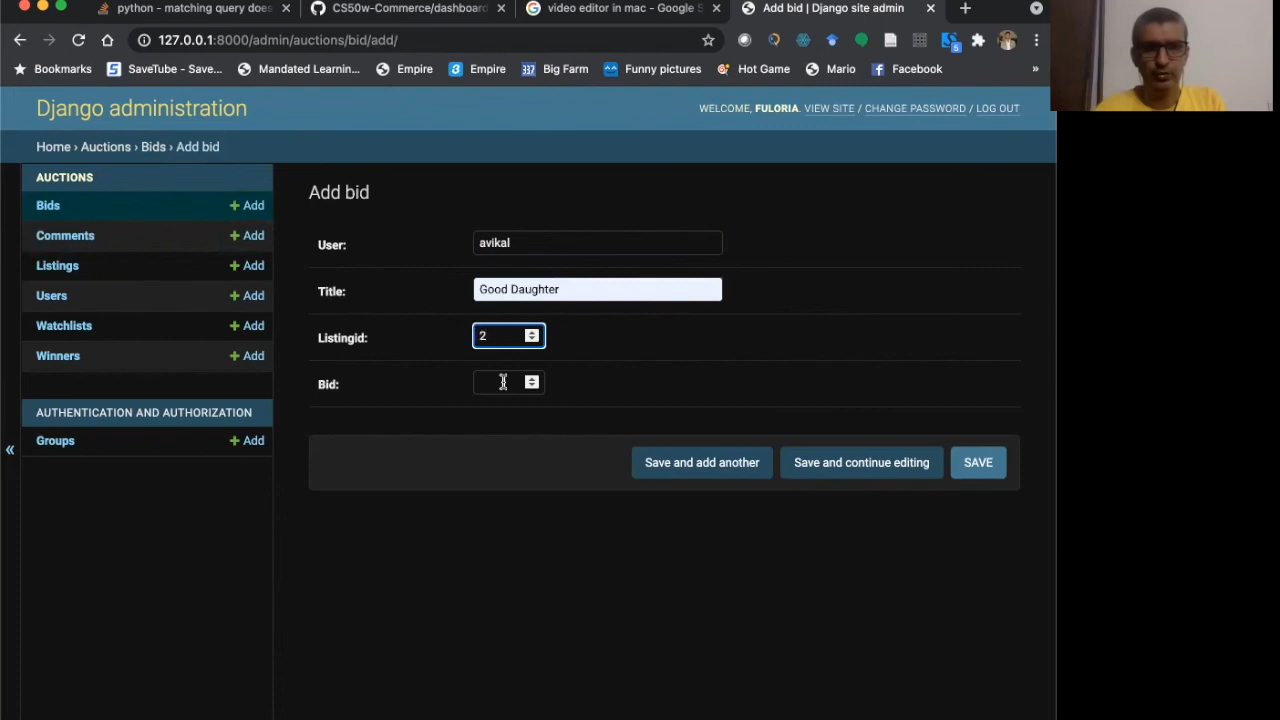 python - matching query does
CS50w-Commerce/dashboard
video editor in mac - Google S
Add bid | Django site admin
127.0.0.1:8000/admin/auctions/bid/add/
Bookmarks
SaveTube - Save...
Mandated Learnin...
Empire
Empire
337 Big Farm
Funny pictures
Hot Game
Mario
Facebook
»
Django administration
WELCOME, FULORIA. VIEW SITE / CHANGE PASSWORD / LOG OUT
Home › Auctions › Bids › Add bid
AUCTIONS
Bids + Add
Comments + Add
Listings + Add
Users + Add
Watchlists + Add
Winners + Add
AUTHENTICATION AND AUTHORIZATION
Groups + Add
«
Add bid
User: avikal
Title: Good Daughter
Listingid: 2
Bid:
Save and add another
Save and continue editing
SAVE
5